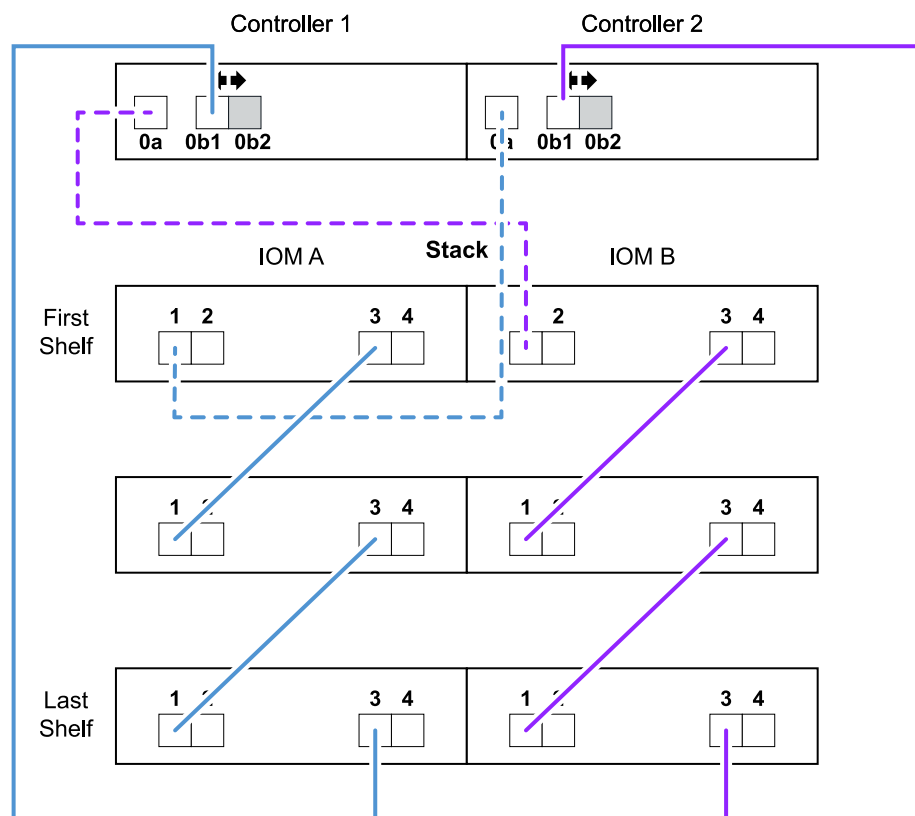 Controller 1 Controller 2
0a 0b1 0b2 0a 0b1 0b2
Stack
IOM A IOM B
First
Shelf
1 2 3 4 2 3 4
1 3 4 1 3 4
Last
Shelf
1 3 4 1 3 4